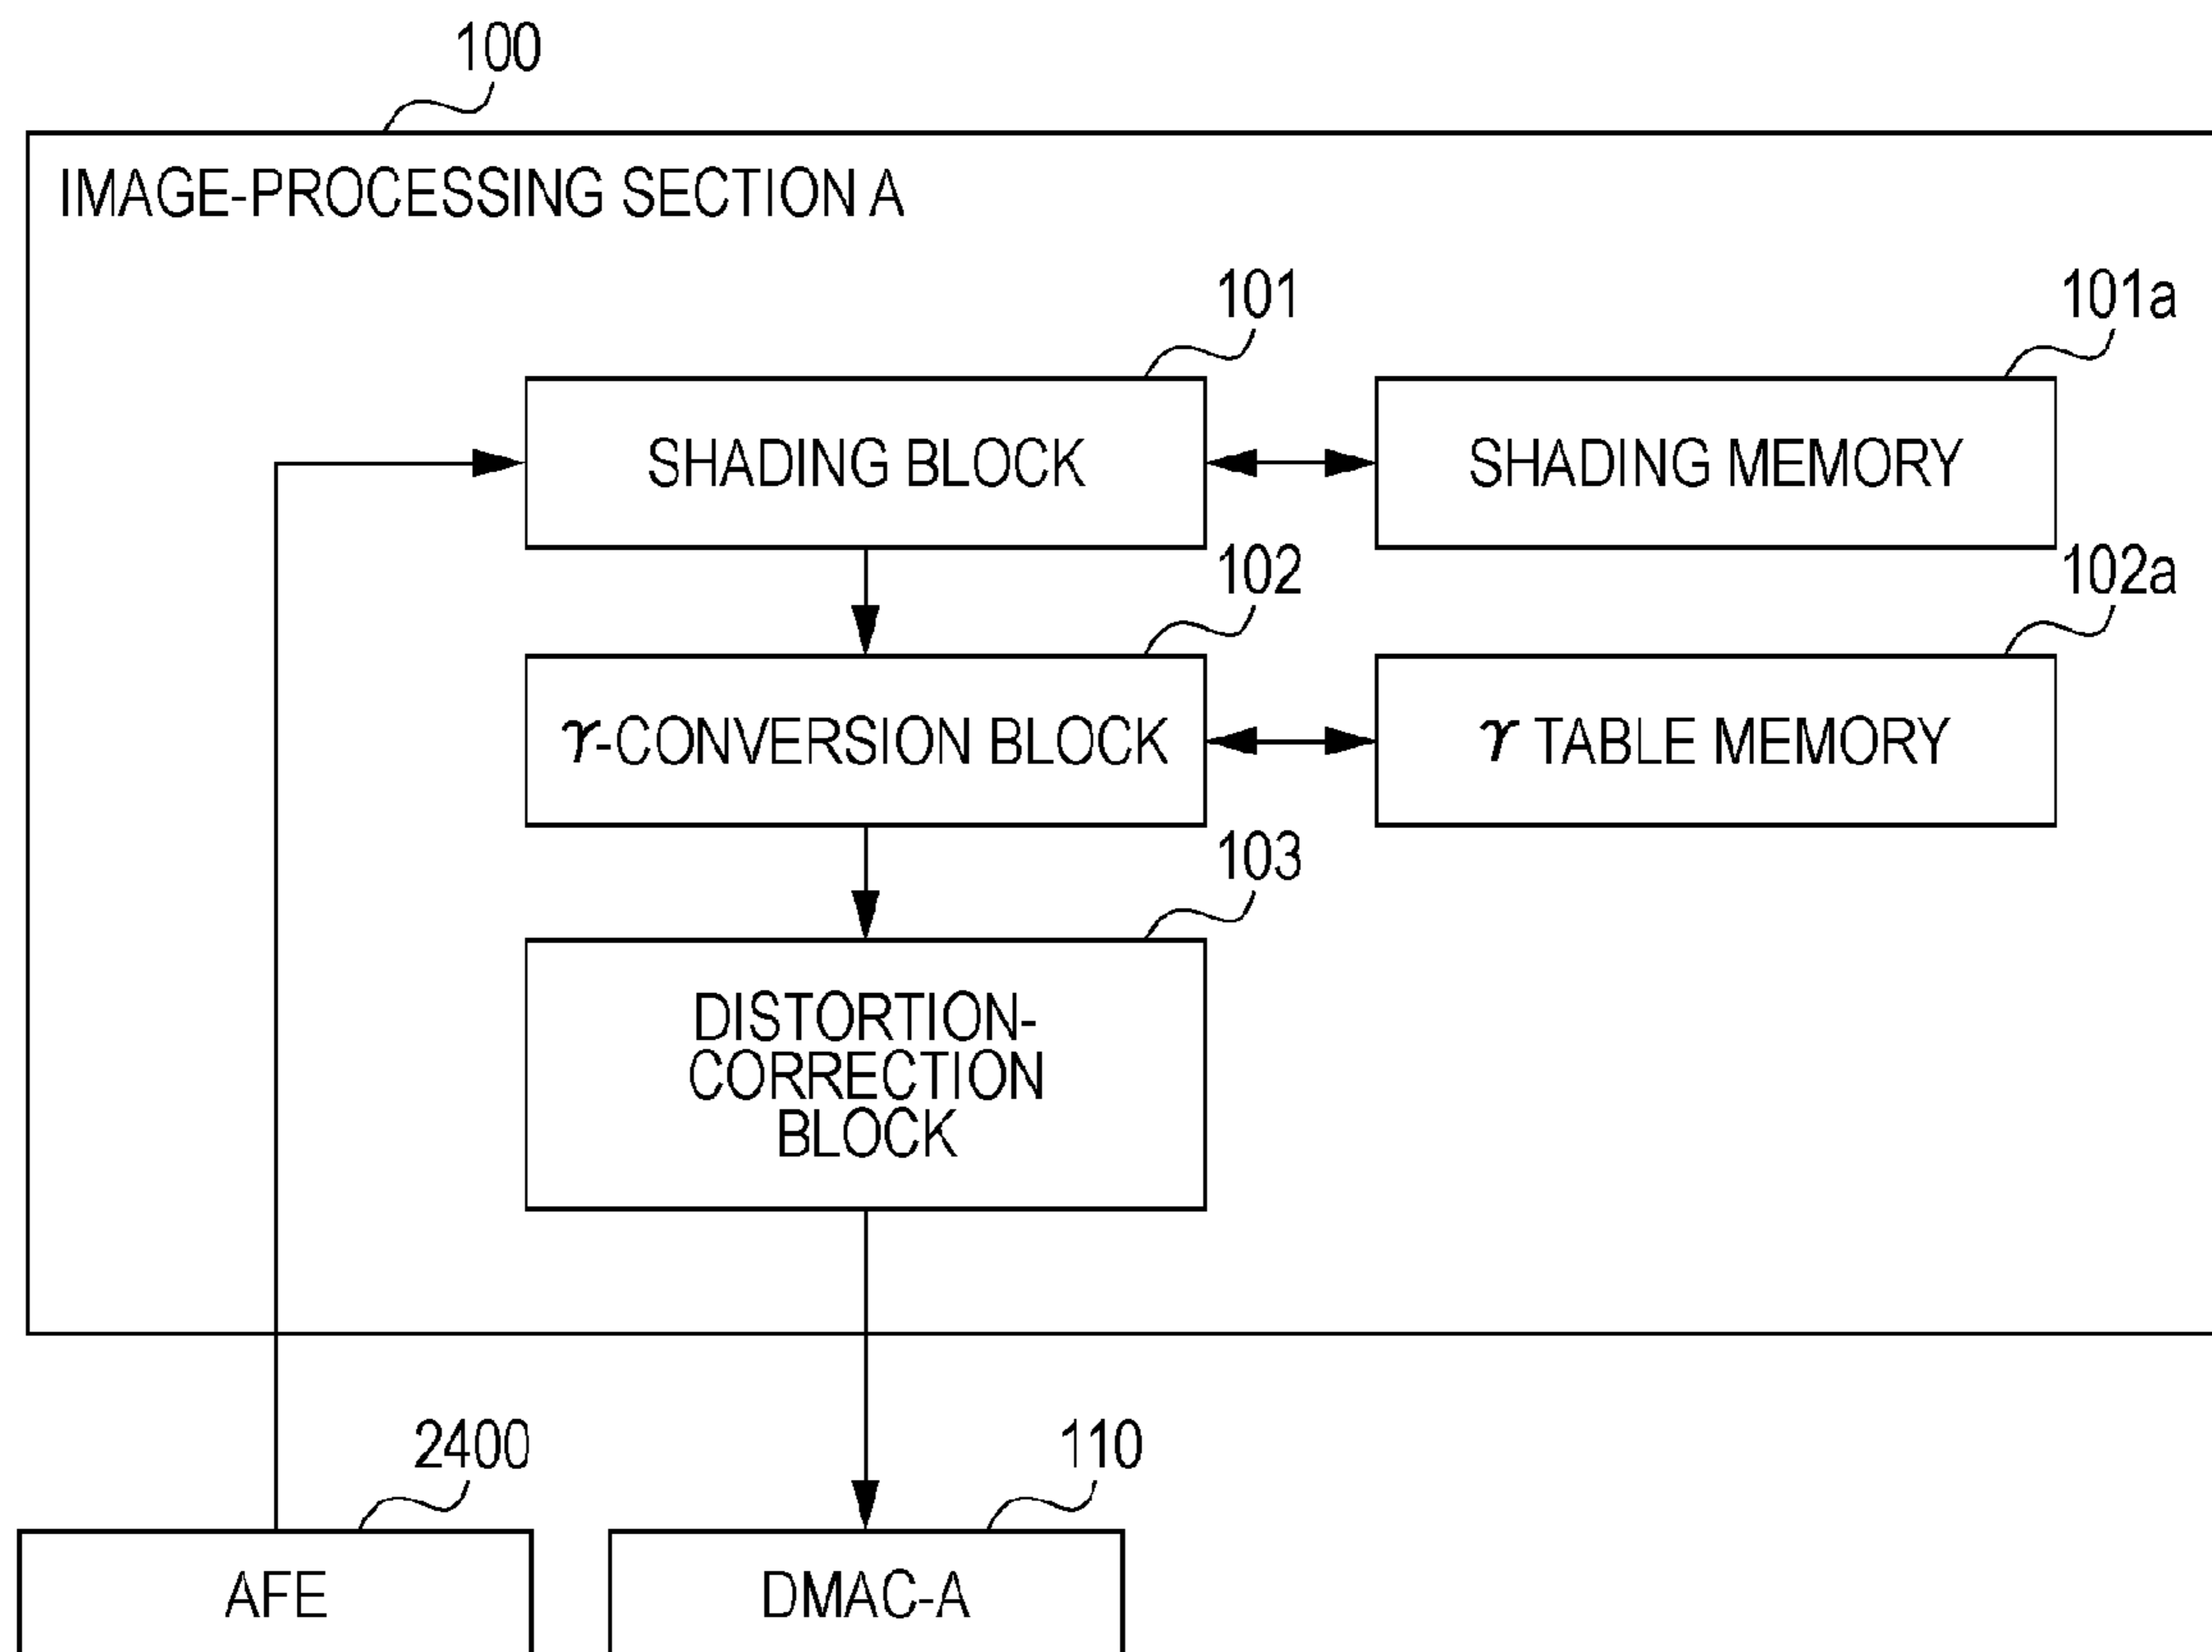 100
IMAGE-PROCESSING SECTION A
101
101a
SHADING BLOCK
SHADING MEMORY
102
102a
γ-CONVERSION BLOCK
γ TABLE MEMORY
103
DISTORTION-
CORRECTION
BLOCK
2400
110
AFE
DMAC-A